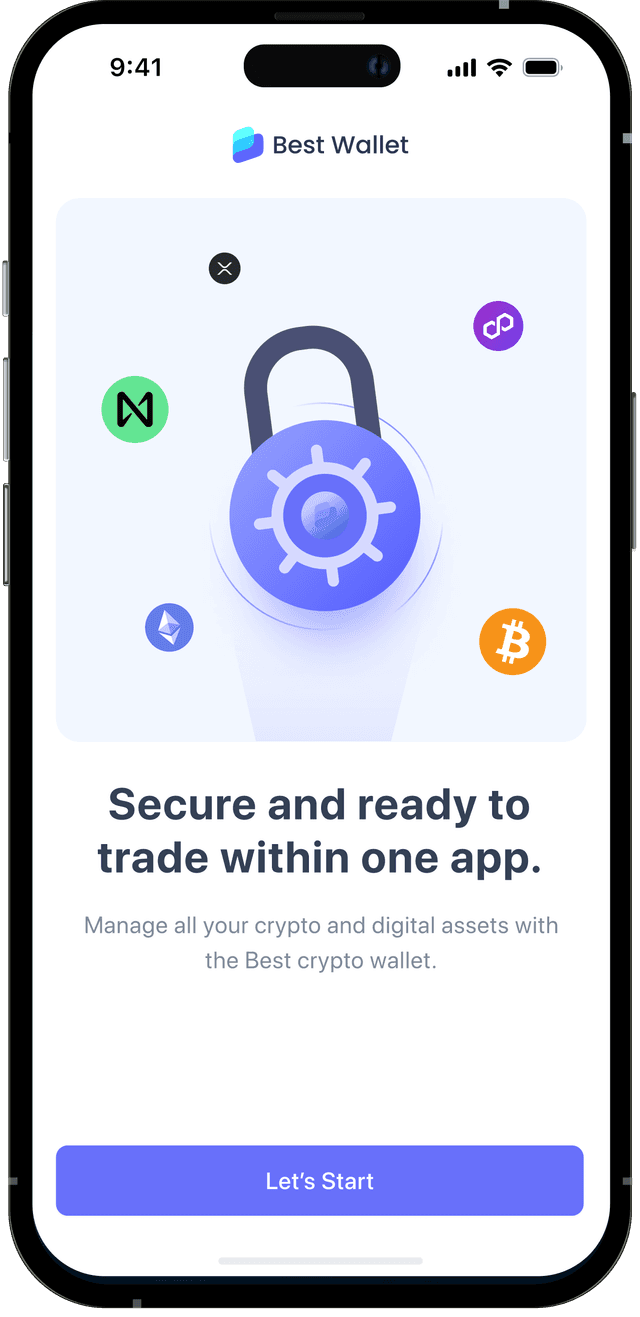 9:41
Best Wallet
Secure and ready to
trade within one app.
Manage all your crypto and digital assets with
the Best crypto wallet.
Let's Start